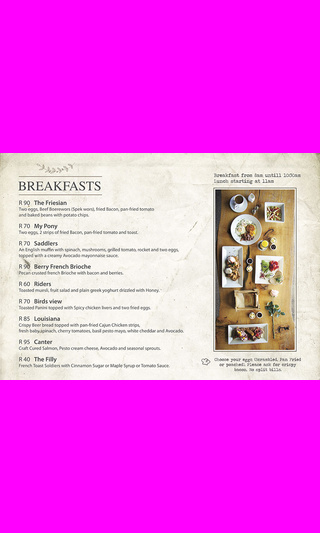 BREAKFASTS
R 90 The Friesian
Two eggs, Beef Boerewors (Spek wors), fried Bacon, pan-fried tomato
and baked beans with potato chips.
R 70 My Pony
Two eggs, 2 strips of fried Bacon, pan-fried tomato and toast.
R 70 Saddlers
An English muffin with spinach, mushrooms, grilled tomato, rocket and two eggs,
topped with a creamy Avocado mayonnaise sauce.
R 90 Berry French Brioche
Pecan crusted french Brioche with bacon and berries.
R 60 Riders
Toasted muesli, fruit salad and plain greek yoghurt drizzled with Honey.
R 70 Birds view
Toasted Panini topped with Spicy chicken livers and two fried eggs.
R 85 Louisiana
Crispy Beer bread topped with pan fried Cajun Chicken strips,
fresh baby spinach, cherry tomatoes, basil pesto mayo, white cheddar and Avocado.
R 95 Canter
Craft Cured Salmon, Pesto cream cheese, Avocado and seasonal sprouts.
R 40 The Filly
French Toast Soldiers with Cinnamon Sugar or Maple Syrup or Tomato Sauce.
Breakfast from 8am untill 1030am
Lunch starting at 11am
Choose your eggs Unrsteled, Pan Fried
or poached. Please ask for crispy
bacon. No split bills.